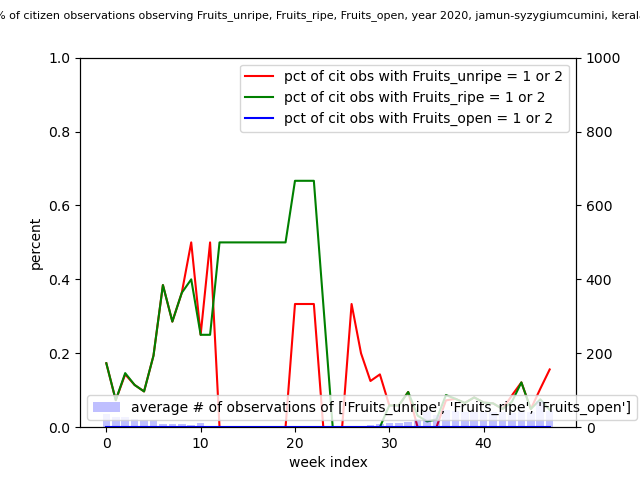 % of citizen observations observing Fruits_unripe, Fruits_ripe, Fruits_open, year 2020, jamun-syzygiumcumini, kerala
1.0
0.8
0.6
0.4
0.2
0.0
percent
1000
800
600
400
200
0
pct of cit obs with Fruits_unripe = 1 or 2
pct of cit obs with Fruits_ripe = 1 or 2
pct of cit obs with Fruits_open = 1 or 2
average # of observations of ['Fruits_unripe', 'Fruits_ripe', 'Fruits_open']
0 10 20 30 40
week index